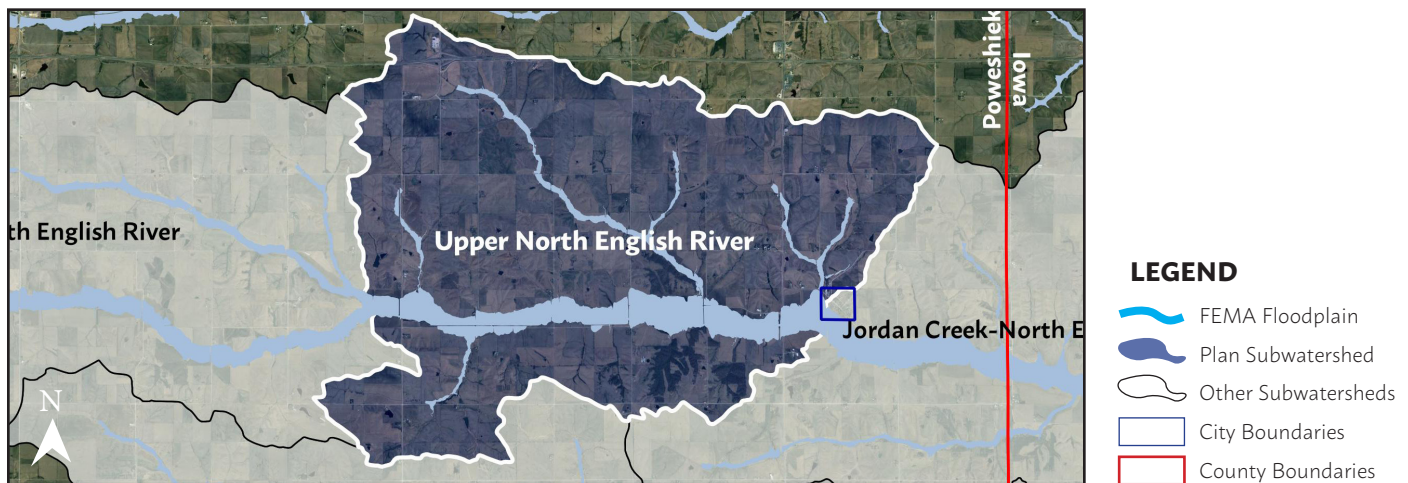 Poweshiek
Iowa
th English River
Upper North English River
Jordan Creek-North E
N
LEGEND
FEMA Floodplain
Plan Subwatershed
Other Subwatersheds
City Boundaries
County Boundaries